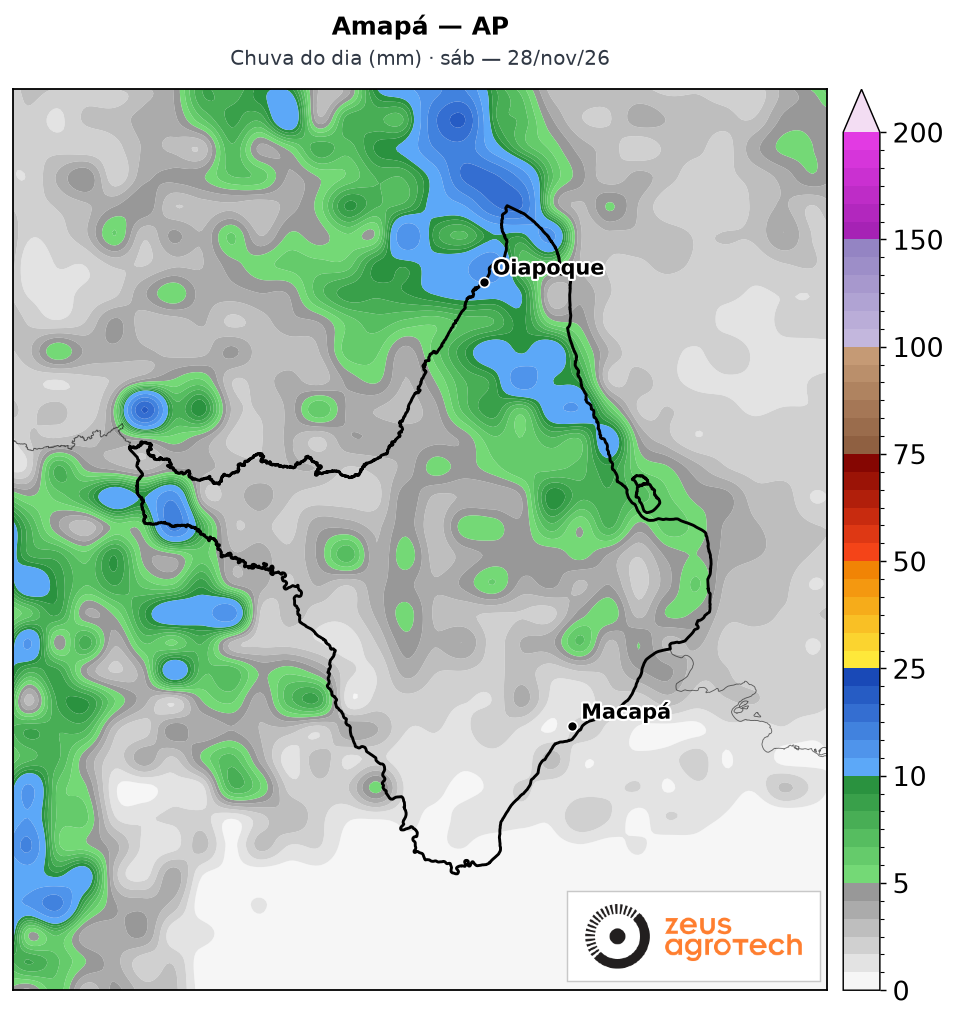 Amapá — AP
Chuva do dia (mm) · sáb — 28/nov/26
200
150
100
75
50
25
10
5
0
Oiapoque
Macapá
zeus
agrotech